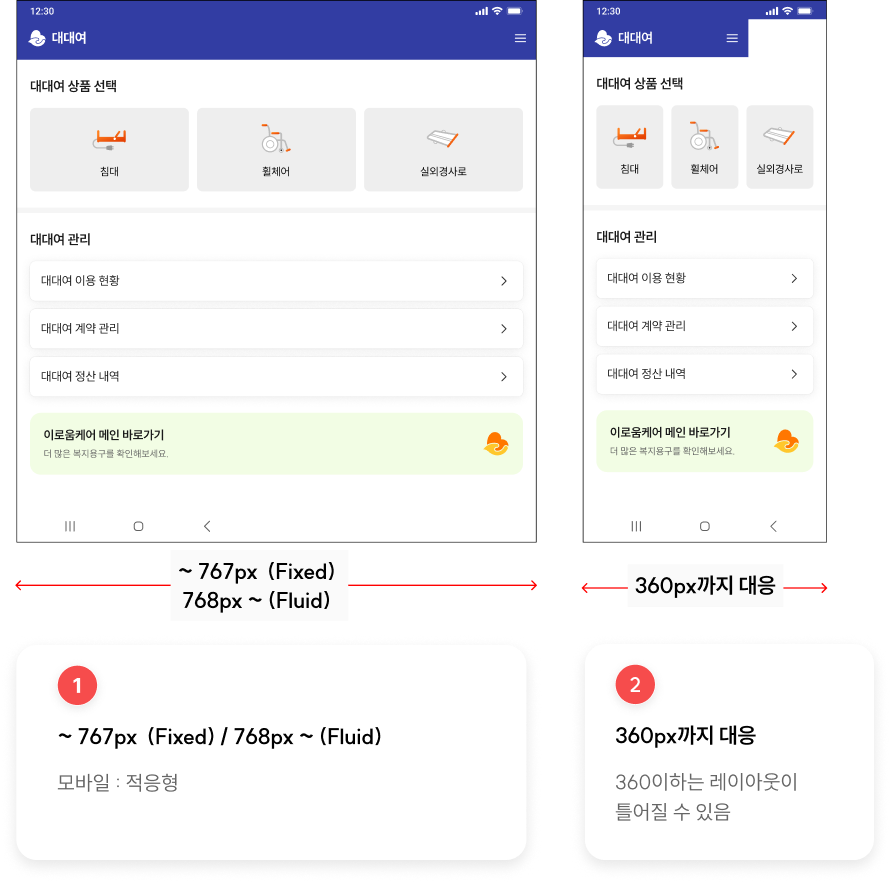 12:30
대대여
대대여 상품 선택
침대
휠체어
실외경사로
대대여 관리
대대여 이용 현황
대대여 계약 관리
대대여 정산 내역
이로움케어 메인 바로가기
더 많은 복지용구를 확인해보세요.
~ 767px (Fixed)
768px ~ (Fluid)
12:30
대대여
대대여 상품 선택
침대
휠체어
실외경사로
대대여 관리
대대여 이용 현황
대대여 계약 관리
대대여 정산 내역
이로움케어 메인 바로가기
더 많은 복지용구를 확인해보세요.
360px까지 대응
1
~ 767px (Fixed) / 768px ~ (Fluid)
모바일 : 적응형
2
360px까지 대응
360이하는 레이아웃이
틀어질 수 있음